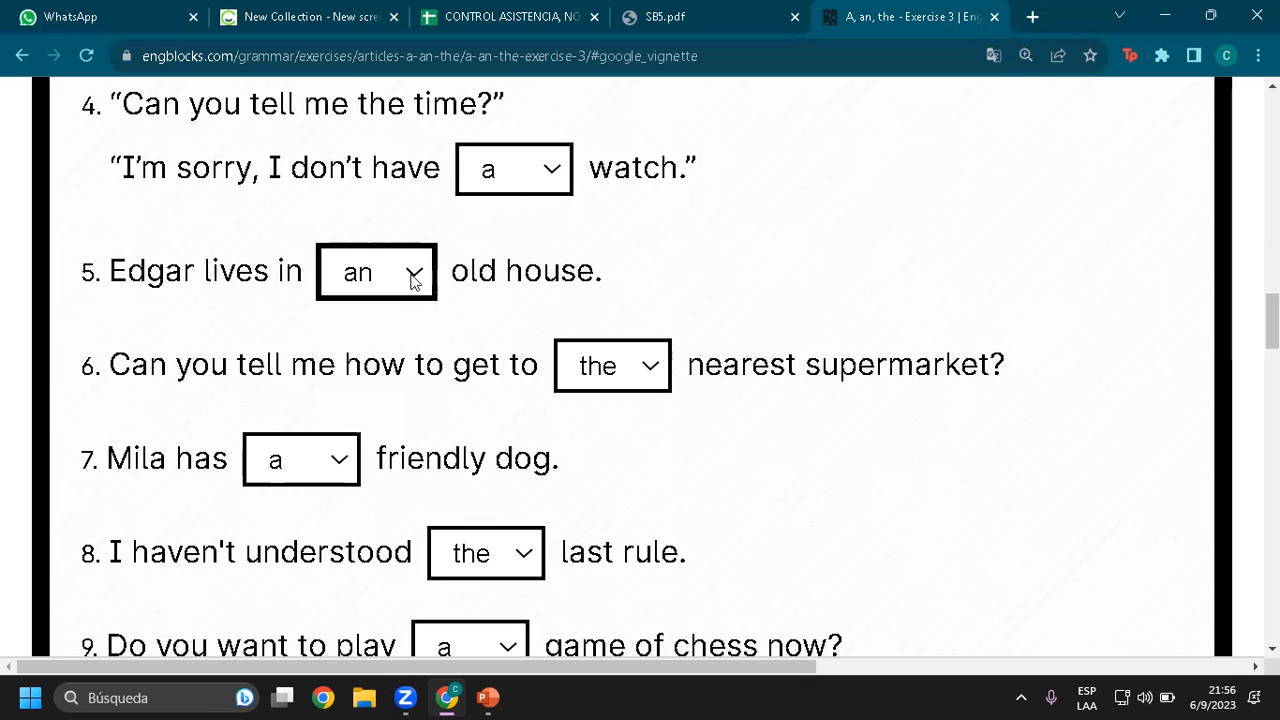 WhatsApp
New Collection - New scre
CONTROL ASISTENCIA, NO
SB5.pdf
A, an, the - Exercise 3 | Eng
engblocks.com/grammar/exercises/articles-a-an-the/a-an-the-exercise-3/#google_vignette
Tp
C
4. “Can you tell me the time?”
“I’m sorry, I don’t have a watch.”
5. Edgar lives in an old house.
6. Can you tell me how to get to the nearest supermarket?
7. Mila has a friendly dog.
8. I haven't understood the last rule.
9. Do you want to play a game of chess now?
Búsqueda
ESP
LAA
21:56
6/9/2023